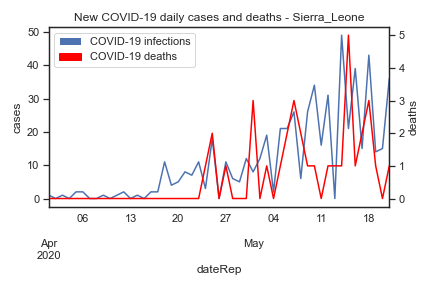 New COVID-19 daily cases and deaths - Sierra_Leone
COVID-19 infections
COVID-19 deaths
50
40
30
20
10
0
cases
5
4
3
2
1
0
deaths
06 13 20 27 04 11 18
Apr May
2020
dateRep